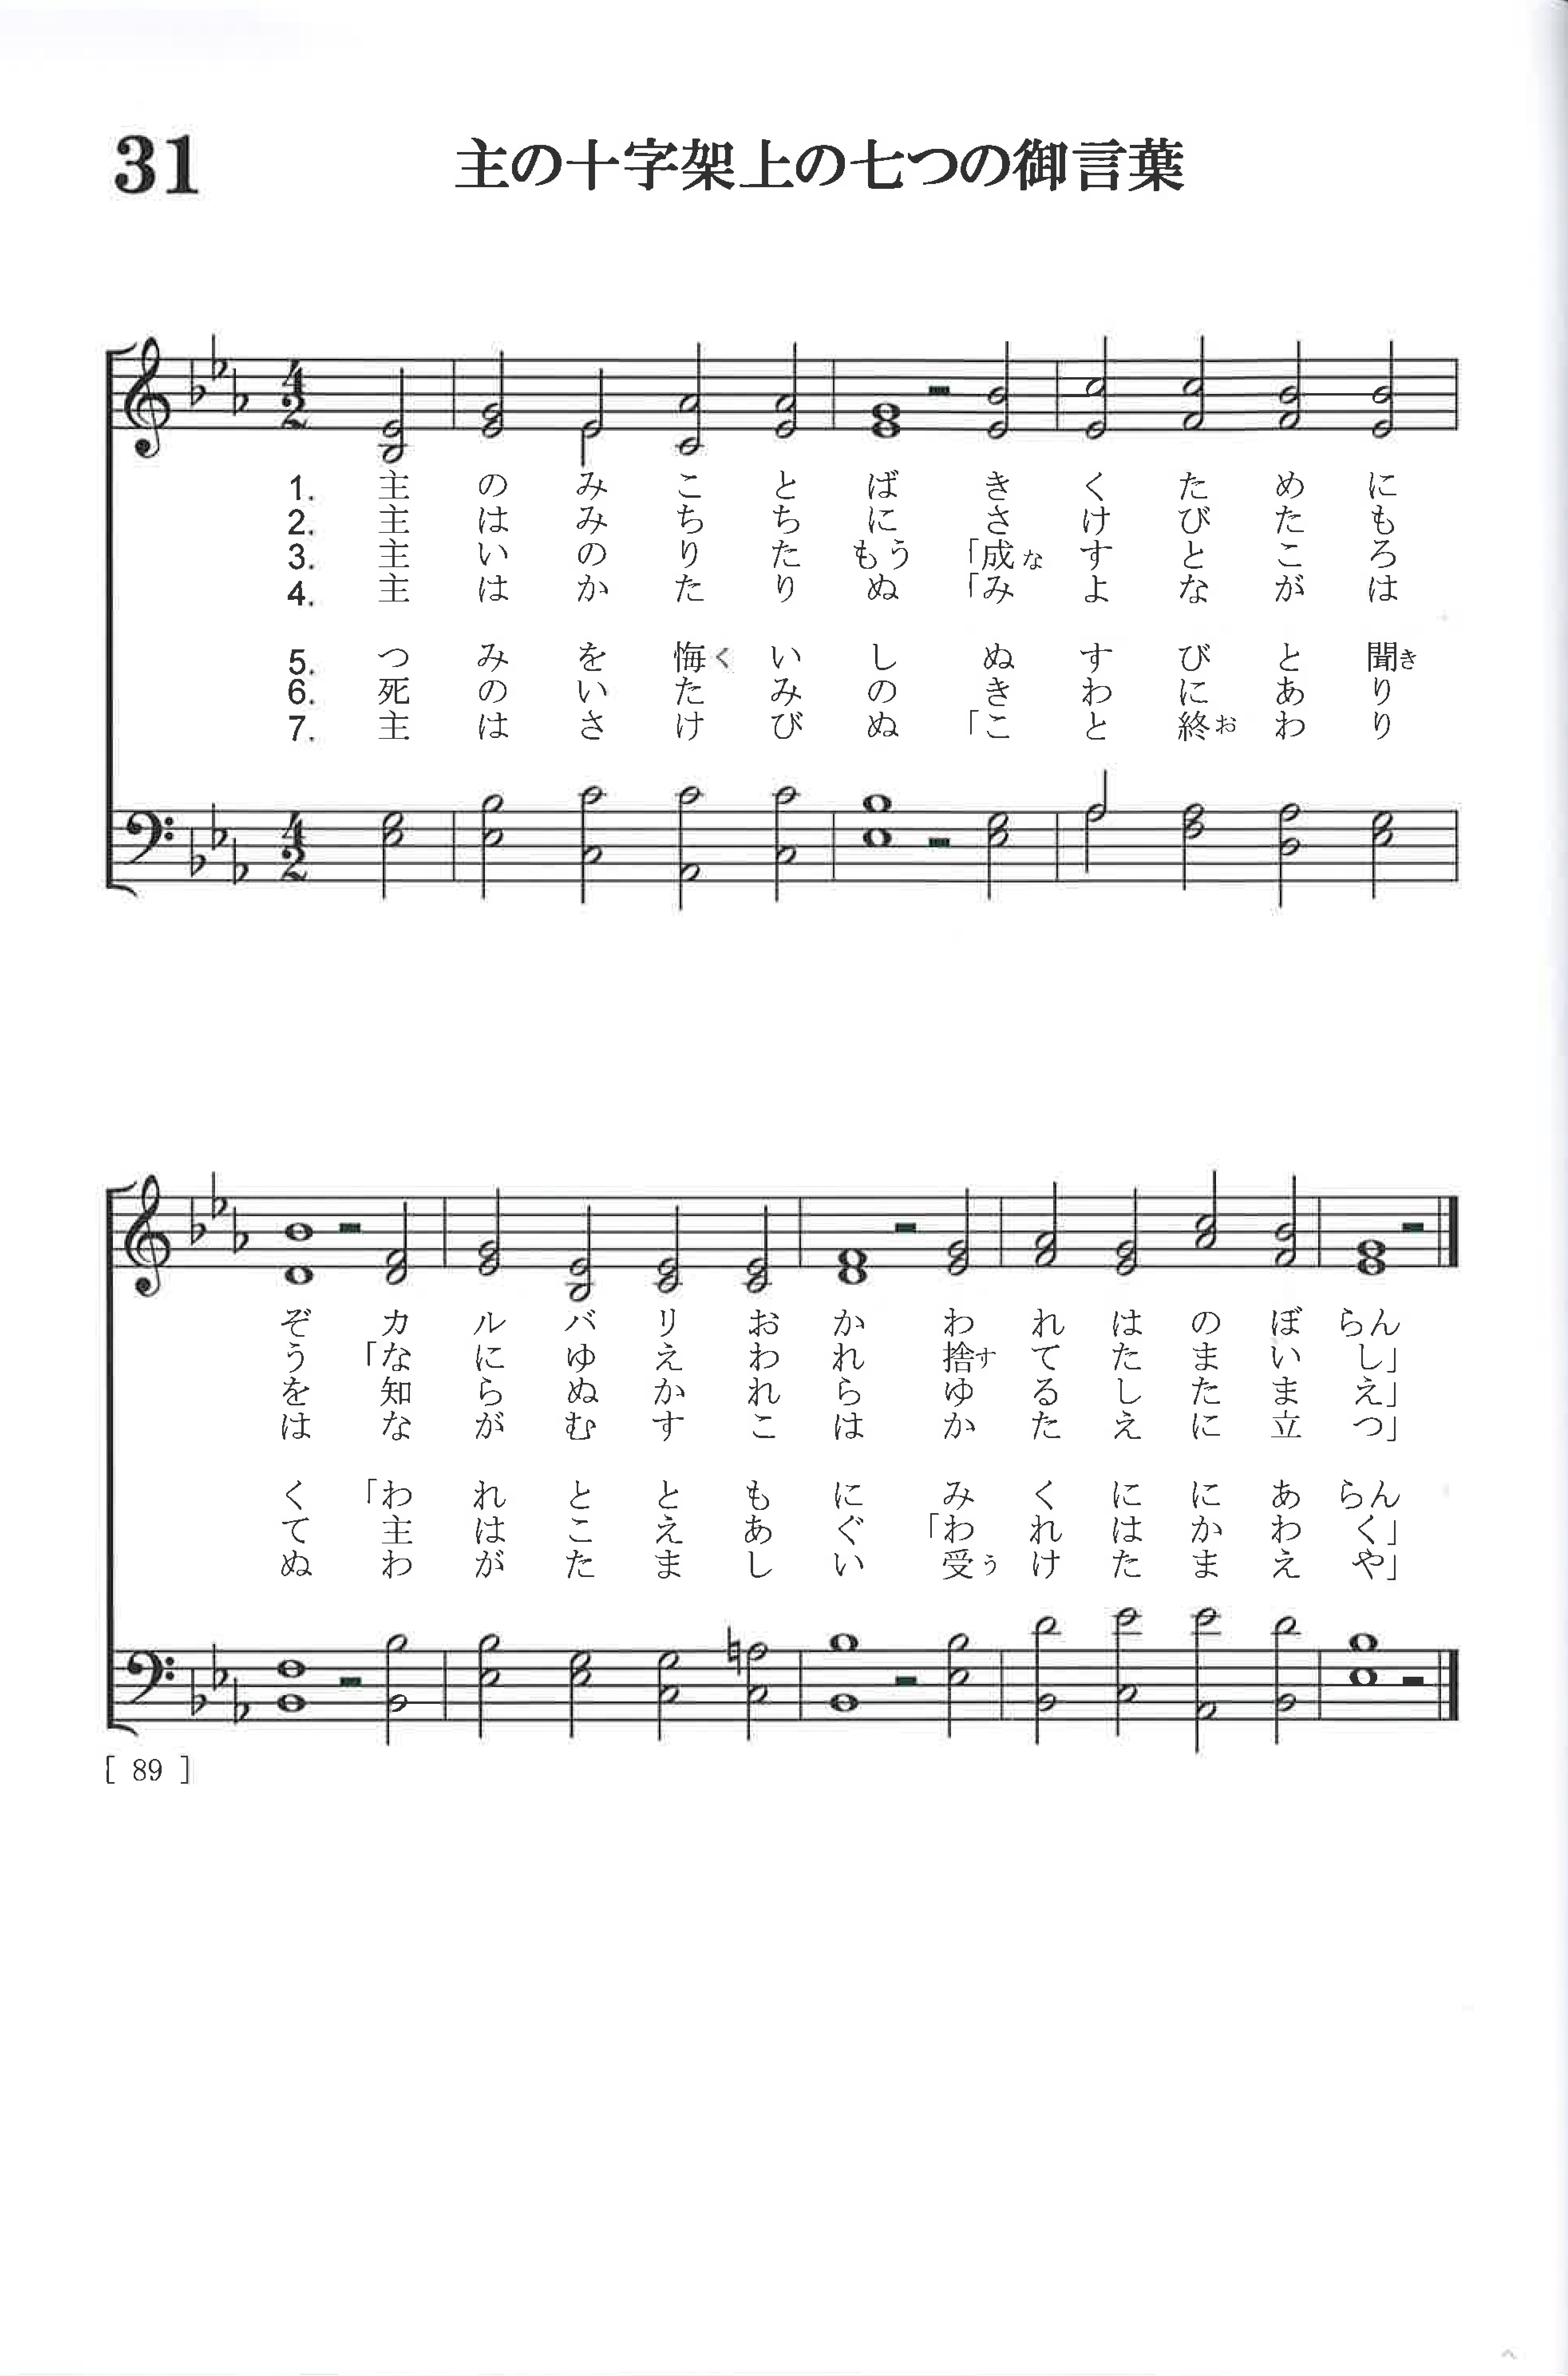 31
主の十字架上の七つの御言葉
1. 主のみことばきくために
2. 主はみちちにさけびたも
3. 主いのりたもう「成なすところ
4. 主はかたりぬ「みよながは
5. つみを悔くいしぬすびと聞き
6. 死のいたみのきわにあり
7. 主はさけびぬ「こと終おわり
ぞカルバリおかわれはのぼらん
う「なにゆえわれ捨すてたまいし」
を知らぬかれらゆるしたまえ」
はながむすこはかたえに立つ」
く「われとともにみくににあらん
て主はこえあぐ「われはかわく」
ぬわがたましい受うけたまえや」
[ 89 ]